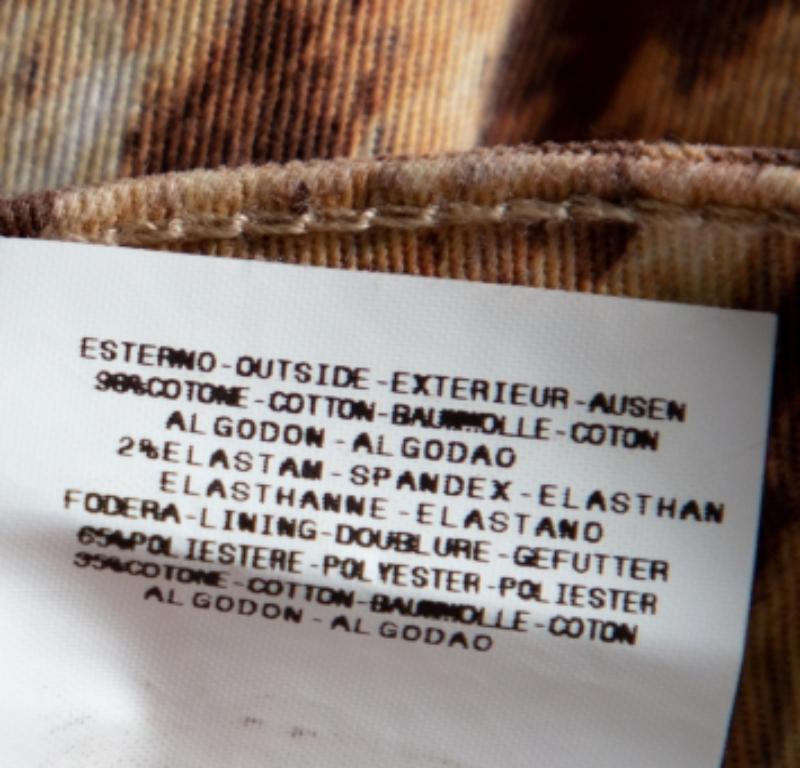 ESTERNO-OUTSIDE-EXTERIEUR-AUSEN
98%COTONE-COTTON-BAUMWOLLE-COTON
ALGODON-ALGODAO
2%ELASTAM-SPANDEX-ELASTHAN
ELASTHANNE-ELASTANO
FODERA-LINING-DOUBLURE-GEFUTTER
65%POLIESTERE-POLYESTER-POLIESTER
35%COTONE-COTTON-BAUMWOLLE-COTON
ALGODON-ALGODAO